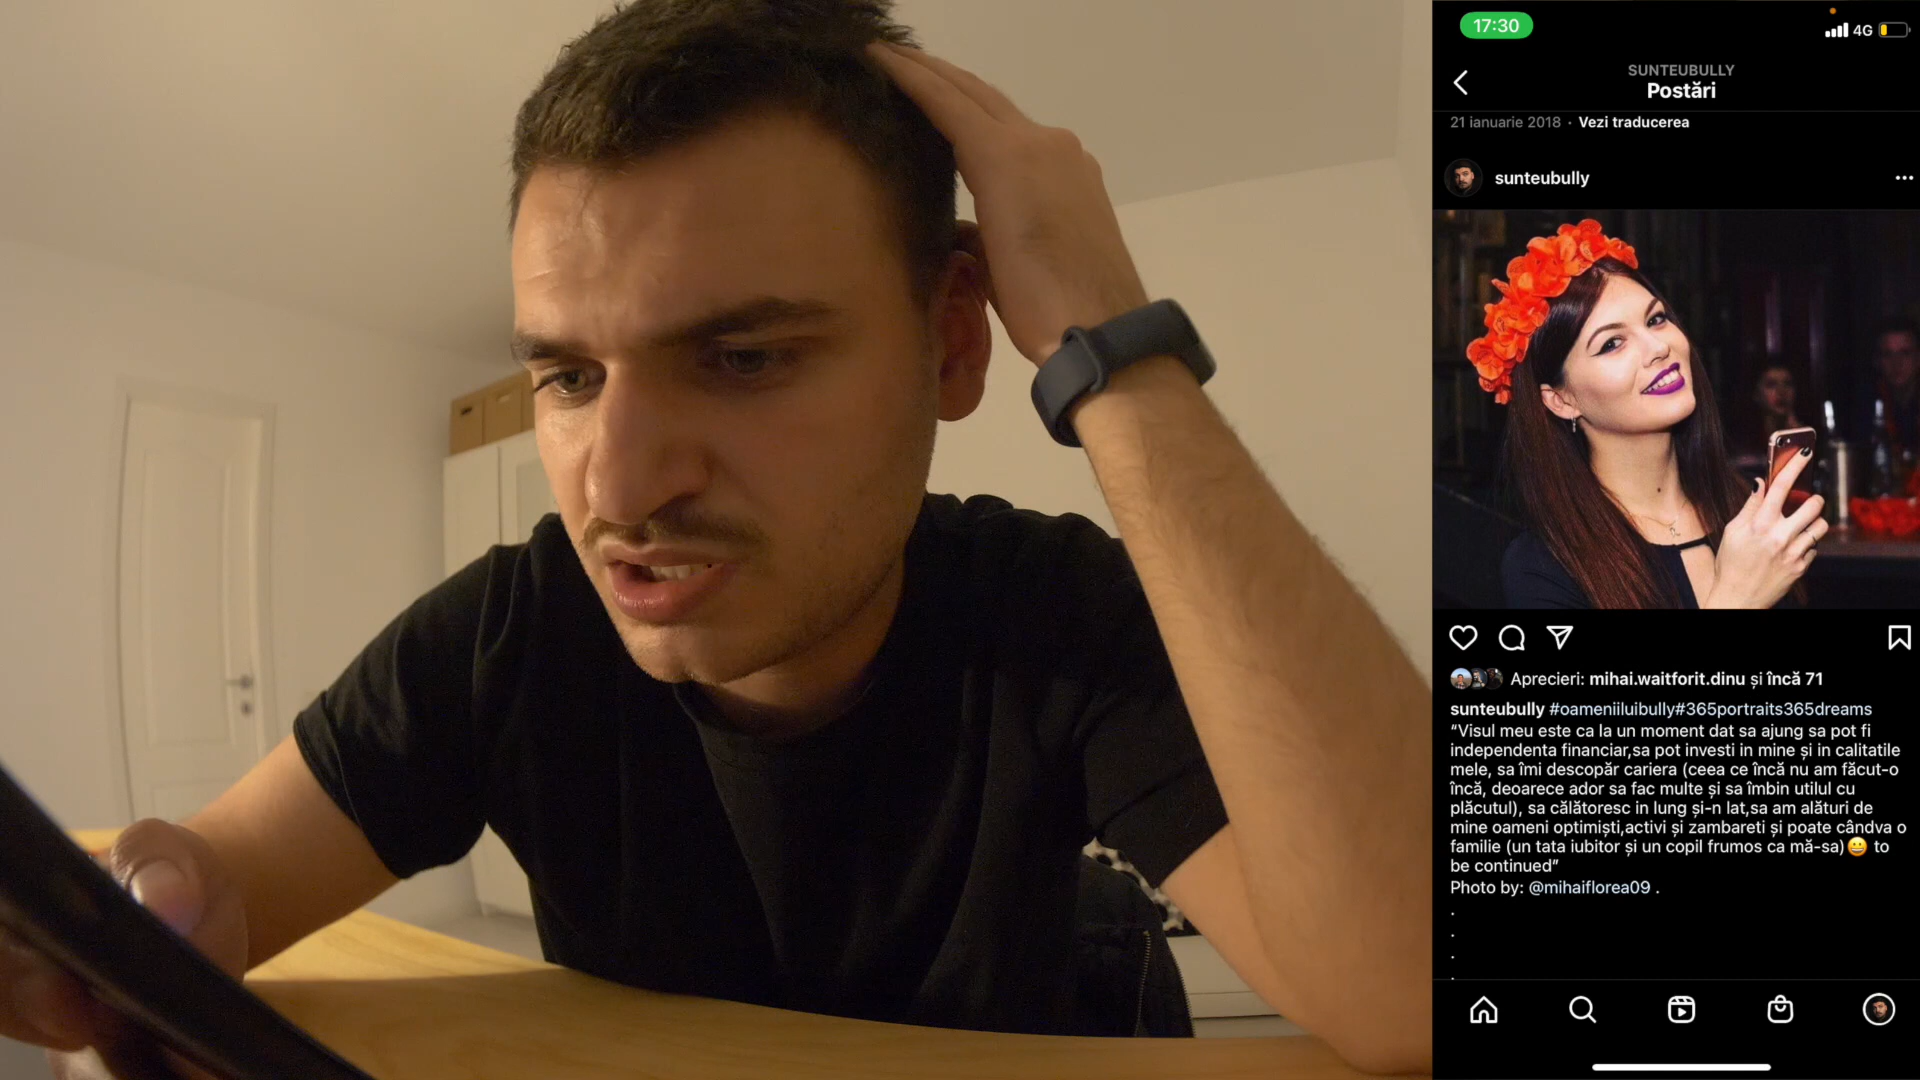 17:30
4G
SUNTEUBULLY
Postări
21 ianuarie 2018 · Vezi traducerea
sunteubully
Aprecieri: mihai.waitforit.dinu și încă 71
sunteubully #oameniiluibully#365portraits365dreams
“Visul meu este ca la un moment dat sa ajung sa pot fi
independenta financiar,sa pot investi in mine și in calitatile
mele, sa îmi descopăr cariera (ceea ce încă nu am făcut-o
încă, deoarece ador sa fac multe și sa îmbin utilul cu
plăcutul), sa călătoresc in lung și-n lat,sa am alături de
mine oameni optimiști,activi și zambareti și poate cândva o
familie (un tata iubitor și un copil frumos ca mă-sa)😀 to
be continued”
Photo by: @mihaiflorea09 .
.
.
.
.